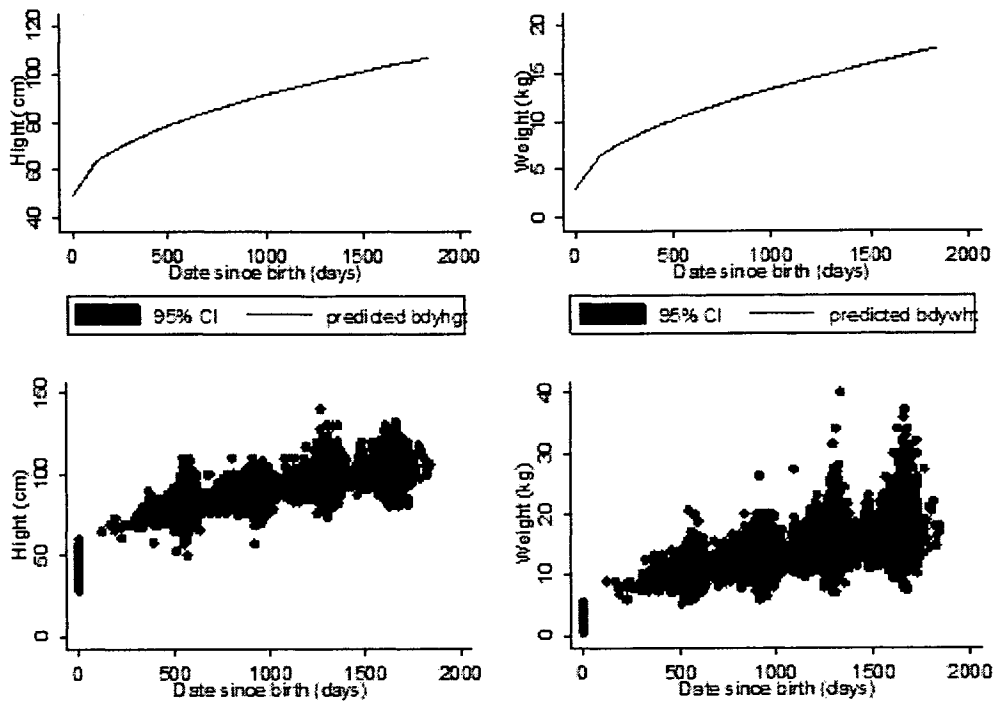 Hight (cm)
40 60 80 100 120
0 500 1000 1500 2000
Date since birth (days)
95% CI predicted bdyhgt
Weight (kg)
0 5 10 15 20
0 500 1000 1500 2000
Date since birth (days)
95% CI predicted bdywht
Hight (cm)
0 50 100 150
0 500 1000 1500 2000
Date since birth (days)
Weight (kg)
0 10 20 30 40
0 500 1000 1500 2000
Date since birth (days)